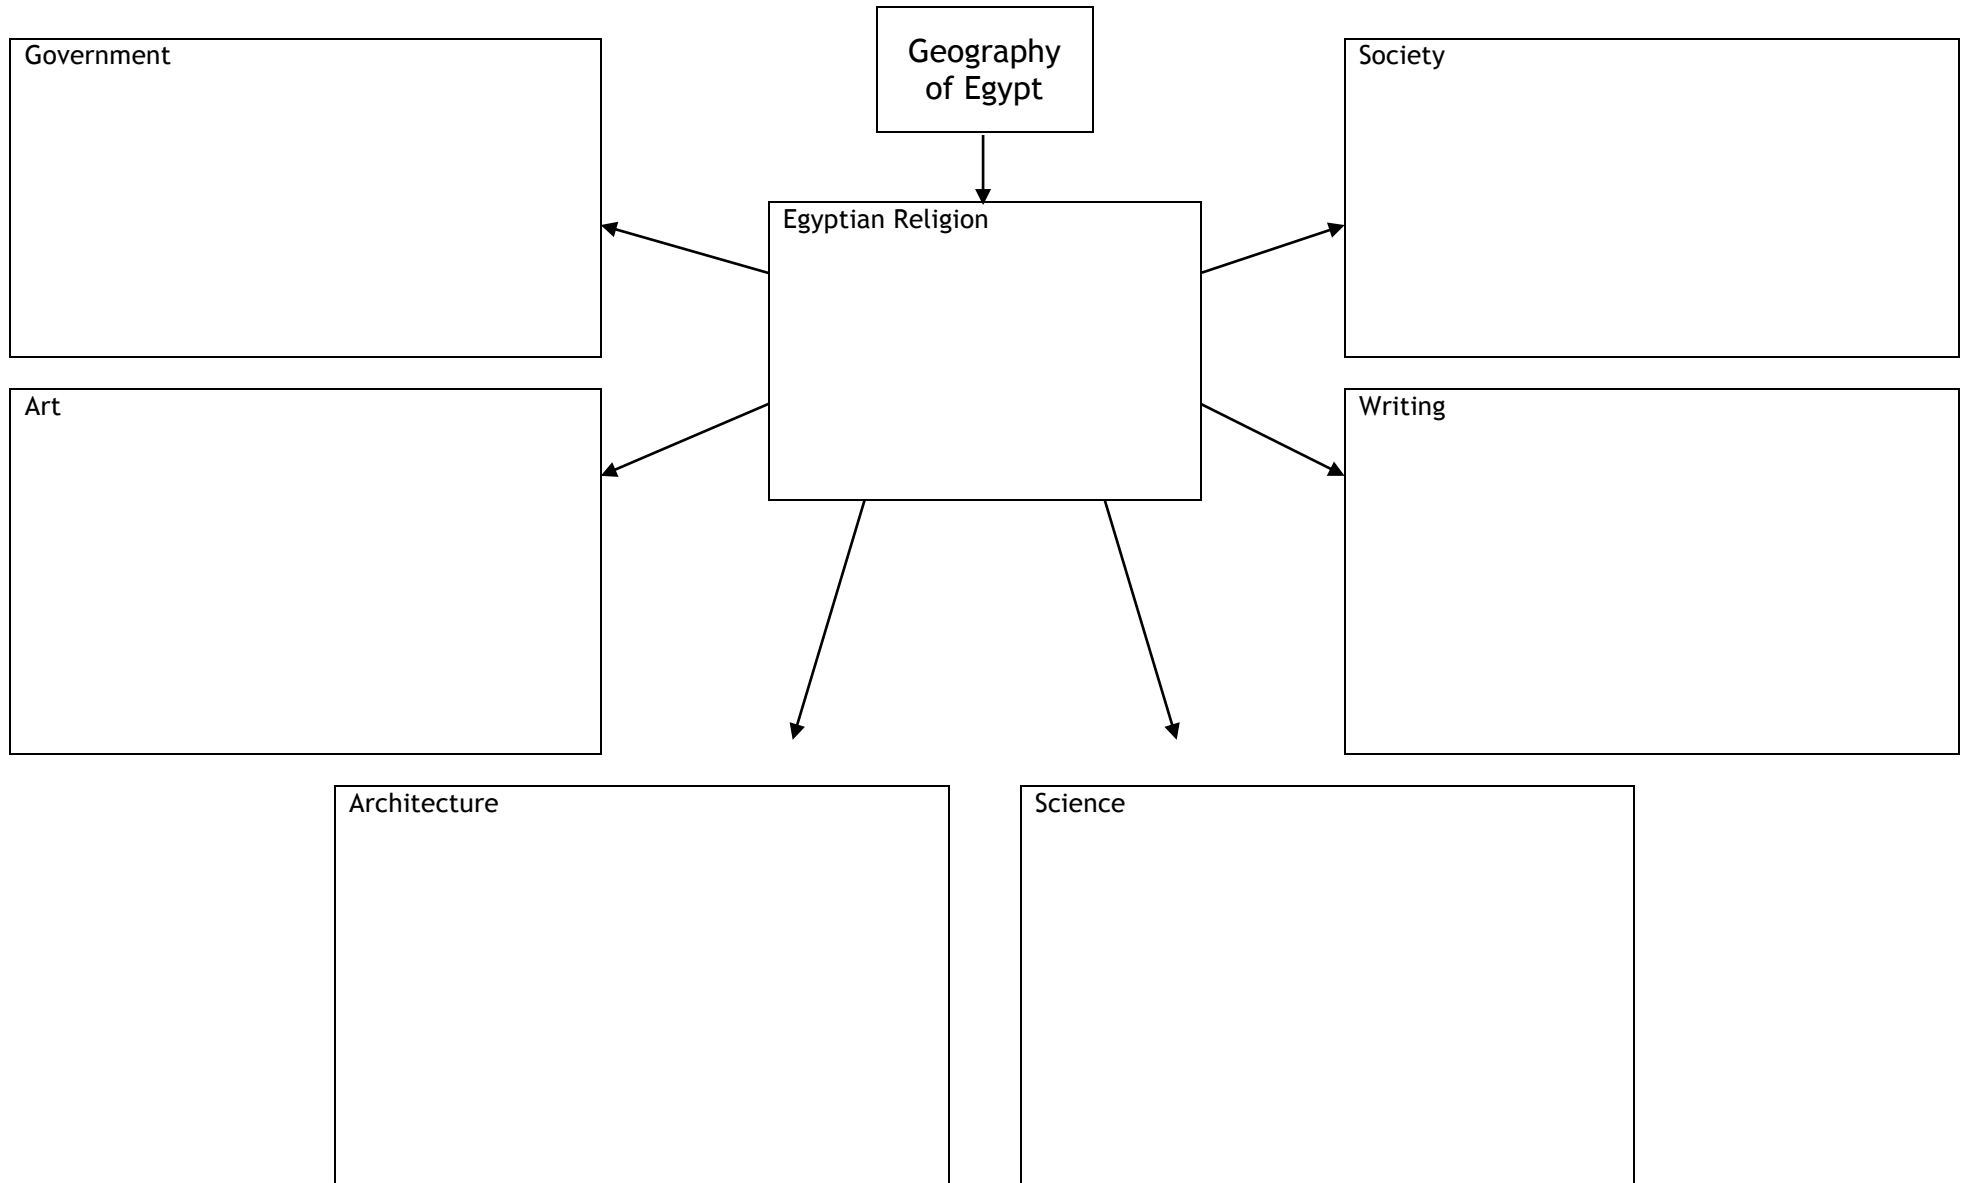 Geography
of Egypt
Government
Society
Egyptian Religion
Art
Writing
Architecture
Science